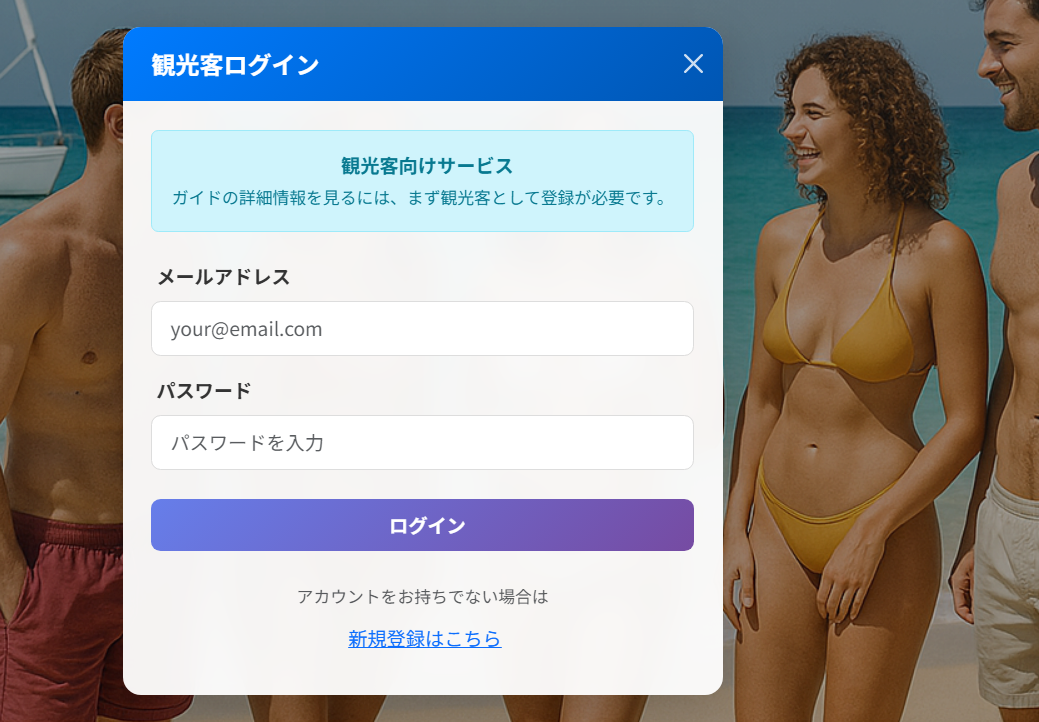 観光客ログイン
観光客向けサービス
ガイドの詳細情報を見るには、まず観光客として登録が必要です。
メールアドレス
your@email.com
パスワード
パスワードを入力
ログイン
アカウントをお持ちでない場合は
新規登録はこちら